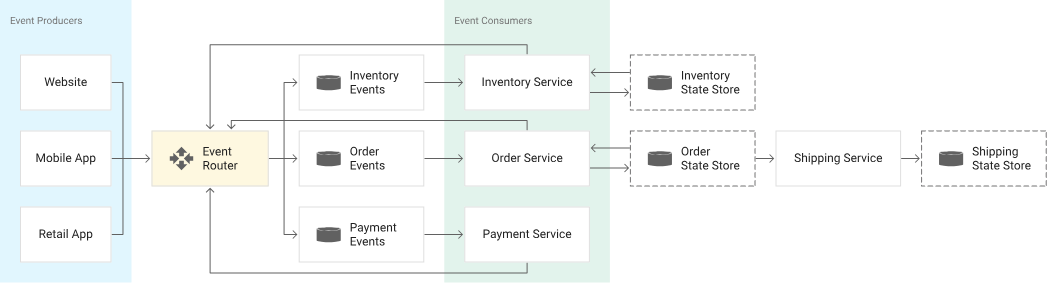 Event Producers
Event Consumers
Website
Inventory
Events
Inventory Service
Inventory
State Store
Mobile App
Event
Router
Order
Events
Order Service
Order
State Store
Shipping Service
Shipping
State Store
Retail App
Payment
Events
Payment Service